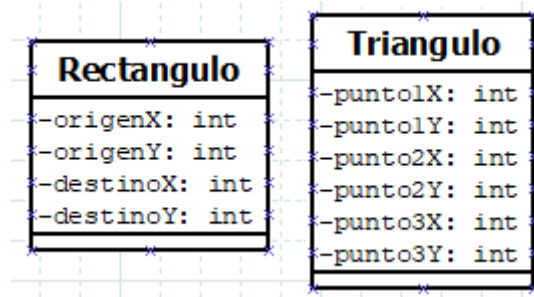 Rectangulo
-origenX: int
-origenY: int
-destinoX: int
-destinoY: int
Triangulo
-punto1X: int
-punto1Y: int
-punto2X: int
-punto2Y: int
-punto3X: int
-punto3Y: int